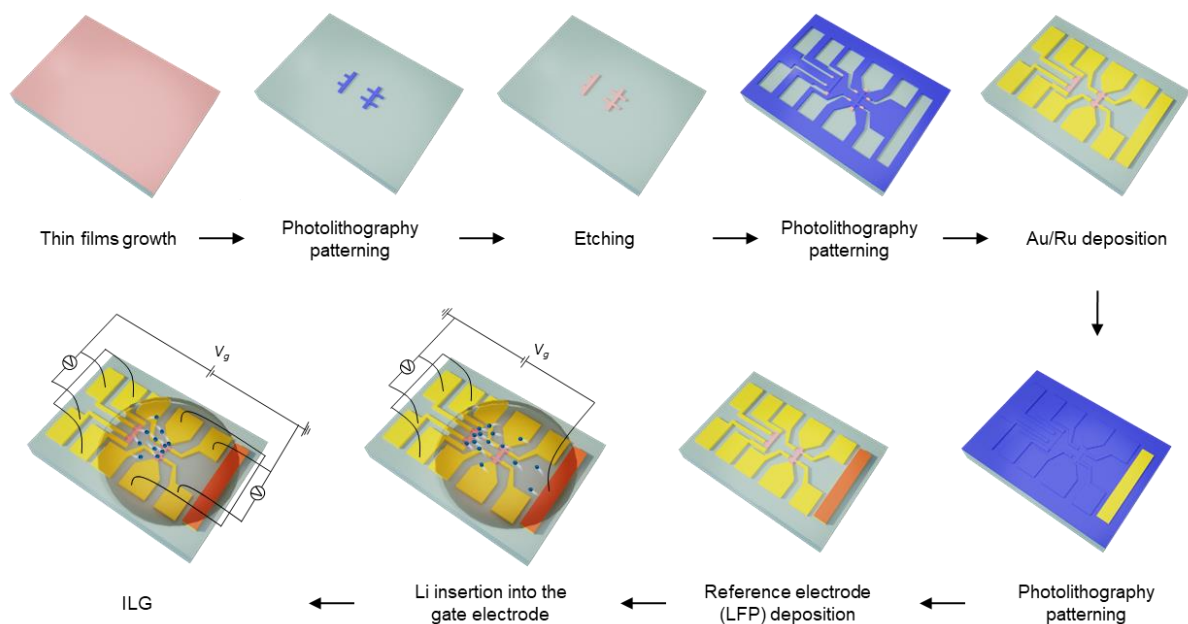 Thin films growth
Photolithography
patterning
Etching
Photolithography
patterning
Au/Ru deposition
Vg
V
V
Vg
V
ILG
Li insertion into the
gate electrode
Reference electrode
(LFP) deposition
Photolithography
patterning